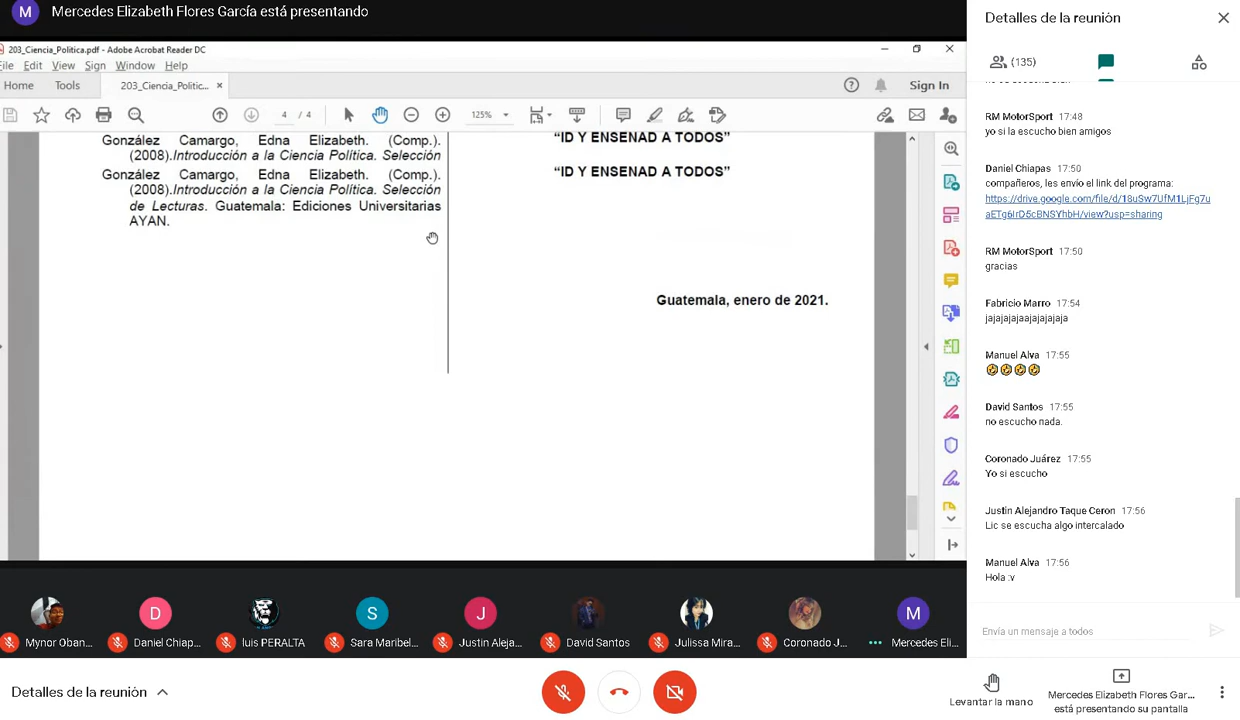 M Mercedes Elizabeth Flores García está presentando
203_Ciencia_Politica.pdf - Adobe Acrobat Reader DC
File Edit View Sign Window Help
Home Tools 203_Ciencia_Politic... × Sign In
4 / 4 125%
González Camargo, Edna Elizabeth. (Comp.).
(2008).Introducción a la Ciencia Política. Selección
González Camargo, Edna Elizabeth. (Comp.).
(2008).Introducción a la Ciencia Política. Selección
de Lecturas. Guatemala: Ediciones Universitarias
AYAN.
“ID Y ENSENAD A TODOS”
“ID Y ENSENAD A TODOS”
Guatemala, enero de 2021.
D S J M
Mynor Oban...
Daniel Chiap...
luis PERALTA
Sara Maribel...
Justin Aleja...
David Santos
Julissa Mira...
Coronado J...
Mercedes Eli...
Detalles de la reunión
Detalles de la reunión
(135)
RM MotorSport 17:48
yo si la escucho bien amigos
Daniel Chiapas 17:50
compañeros, les envío el link del programa:
https://drive.google.com/file/d/18uSw7UfM1LjFg7u
aETg6IrD5cBNSYhbH/view?usp=sharing
RM MotorSport 17:50
gracias
Fabricio Marro 17:54
jajajajajaajajajajaja
Manuel Alva 17:55
🤣🤣🤣🤣
David Santos 17:55
no escucho nada.
Coronado Juárez 17:55
Yo si escucho
Justin Alejandro Taque Ceron 17:56
Lic se escucha algo intercalado
Manuel Alva 17:56
Hola :v
Envía un mensaje a todos
Levantar la mano
Mercedes Elizabeth Flores Gar...
está presentando su pantalla